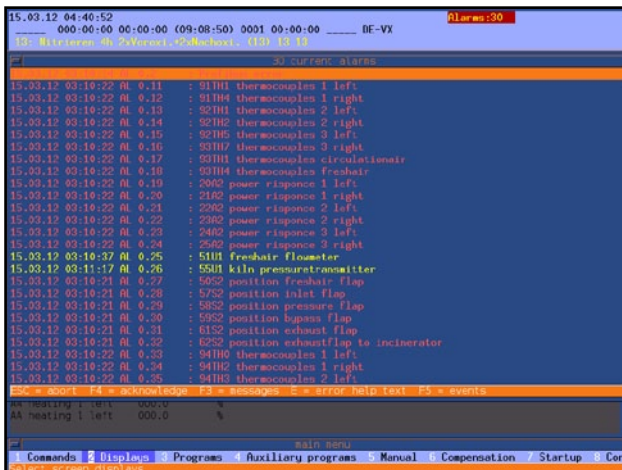 15.03.12 04:40:52 Alarms:30
_____ 000:00:00 00:00:00 (09:08:50) 0001 00:00:00 _____ DE-VX
13: Nitrieren 4h 2xVoroxi.+2xNachoxi. (13) 13 13
30 current alarms
15.03.12 03:10:22 AL 0.11 : 91TH1 thermocouples 1 left
15.03.12 03:10:22 AL 0.12 : 91TH4 thermocouples 1 right
15.03.12 03:10:22 AL 0.13 : 92TH1 thermocouples 2 left
15.03.12 03:10:22 AL 0.14 : 92TH2 thermocouples 2 right
15.03.12 03:10:22 AL 0.15 : 92TH5 thermocouples 3 left
15.03.12 03:10:22 AL 0.16 : 93TH7 thermocouples 3 right
15.03.12 03:10:22 AL 0.17 : 93TH1 thermocouples circulationair
15.03.12 03:10:22 AL 0.18 : 93TH4 thermocouples freshair
15.03.12 03:10:22 AL 0.19 : 20A2 power risponce 1 left
15.03.12 03:10:22 AL 0.20 : 21A2 power risponce 1 right
15.03.12 03:10:22 AL 0.21 : 22A2 power risponce 2 left
15.03.12 03:10:22 AL 0.22 : 23A2 power risponce 2 right
15.03.12 03:10:22 AL 0.23 : 24A2 power risponce 3 left
15.03.12 03:10:22 AL 0.24 : 25A2 power risponce 3 right
15.03.12 03:10:37 AL 0.25 : 51U1 freshair flowmeter
15.03.12 03:11:17 AL 0.26 : 55U1 kiln pressuretransmitter
15.03.12 03:10:21 AL 0.27 : 50S2 position freshair flap
15.03.12 03:10:21 AL 0.28 : 57S2 position inlet flap
15.03.12 03:10:21 AL 0.29 : 58S2 position pressure flap
15.03.12 03:10:21 AL 0.30 : 59S2 position bypass flap
15.03.12 03:10:21 AL 0.31 : 61S2 position exhaust flap
15.03.12 03:10:21 AL 0.32 : 62S2 position exhaustflap to incinerator
15.03.12 03:10:22 AL 0.33 : 94TH0 thermocouples 1 left
15.03.12 03:10:22 AL 0.34 : 94TH2 thermocouples 1 right
15.03.12 03:10:22 AL 0.35 : 94TH3 thermocouples 2 left
ESC = abort F4 = acknowledge F3 = messages E = error help text F5 = events
AA heating 1 left 000.0 %
AA heating 1 left 000.0 %
main menu
1 Commands 2 Displays 3 Programs 4 Auxiliary programs 5 Manual 6 Compensation 7 Startup 8 Con
Select screen displays